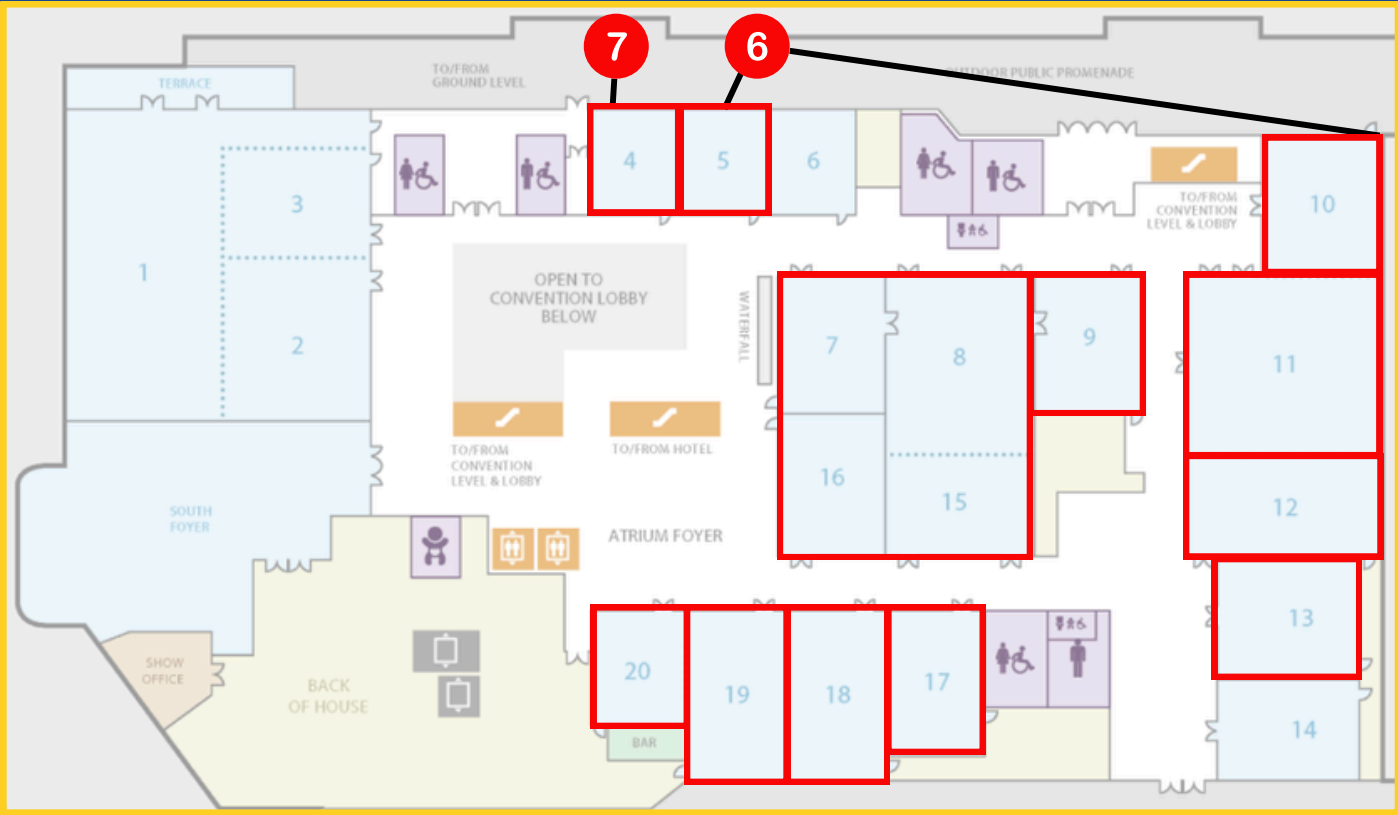 7
6
TERRACE
TO/FROM
GROUND LEVEL
OUTDOOR PUBLIC PROMENADE
4
5
6
3
10
TO/FROM
CONVENTION
LEVEL & LOBBY
1
OPEN TO
CONVENTION LOBBY
BELOW
WATERFALL
2
7
8
9
11
TO/FROM
CONVENTION
LEVEL & LOBBY
TO/FROM HOTEL
16
15
12
SOUTH
FOYER
ATRIUM FOYER
13
SHOW
OFFICE
BACK
OF HOUSE
20
19
18
17
14
BAR